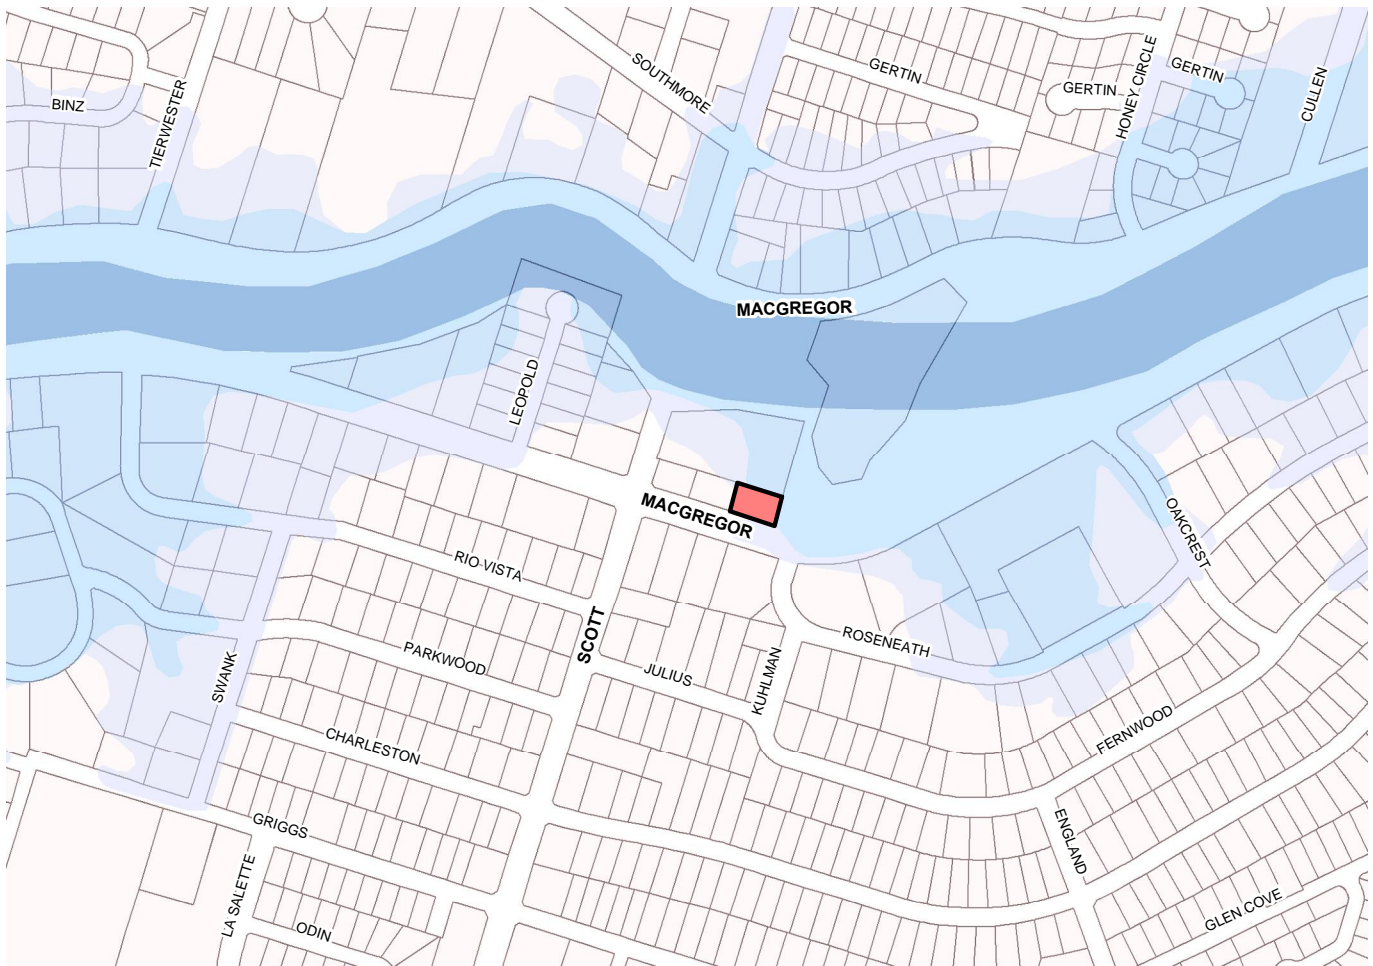 SOUTHMORE
GERTIN
GERTIN
HONEY CIRCLE
GERTIN
CULLEN
BINZ
TIERWESTER
MACGREGOR
LEOPOLD
MACGREGOR
OAKCREST
RIO VISTA
SCOTT
ROSENEATH
PARKWOOD
JULIUS
KUHLMAN
SWANK
CHARLESTON
FERNWOOD
GRIGGS
ENGLAND
LA SALETTE
GLEN COVE
ODIN